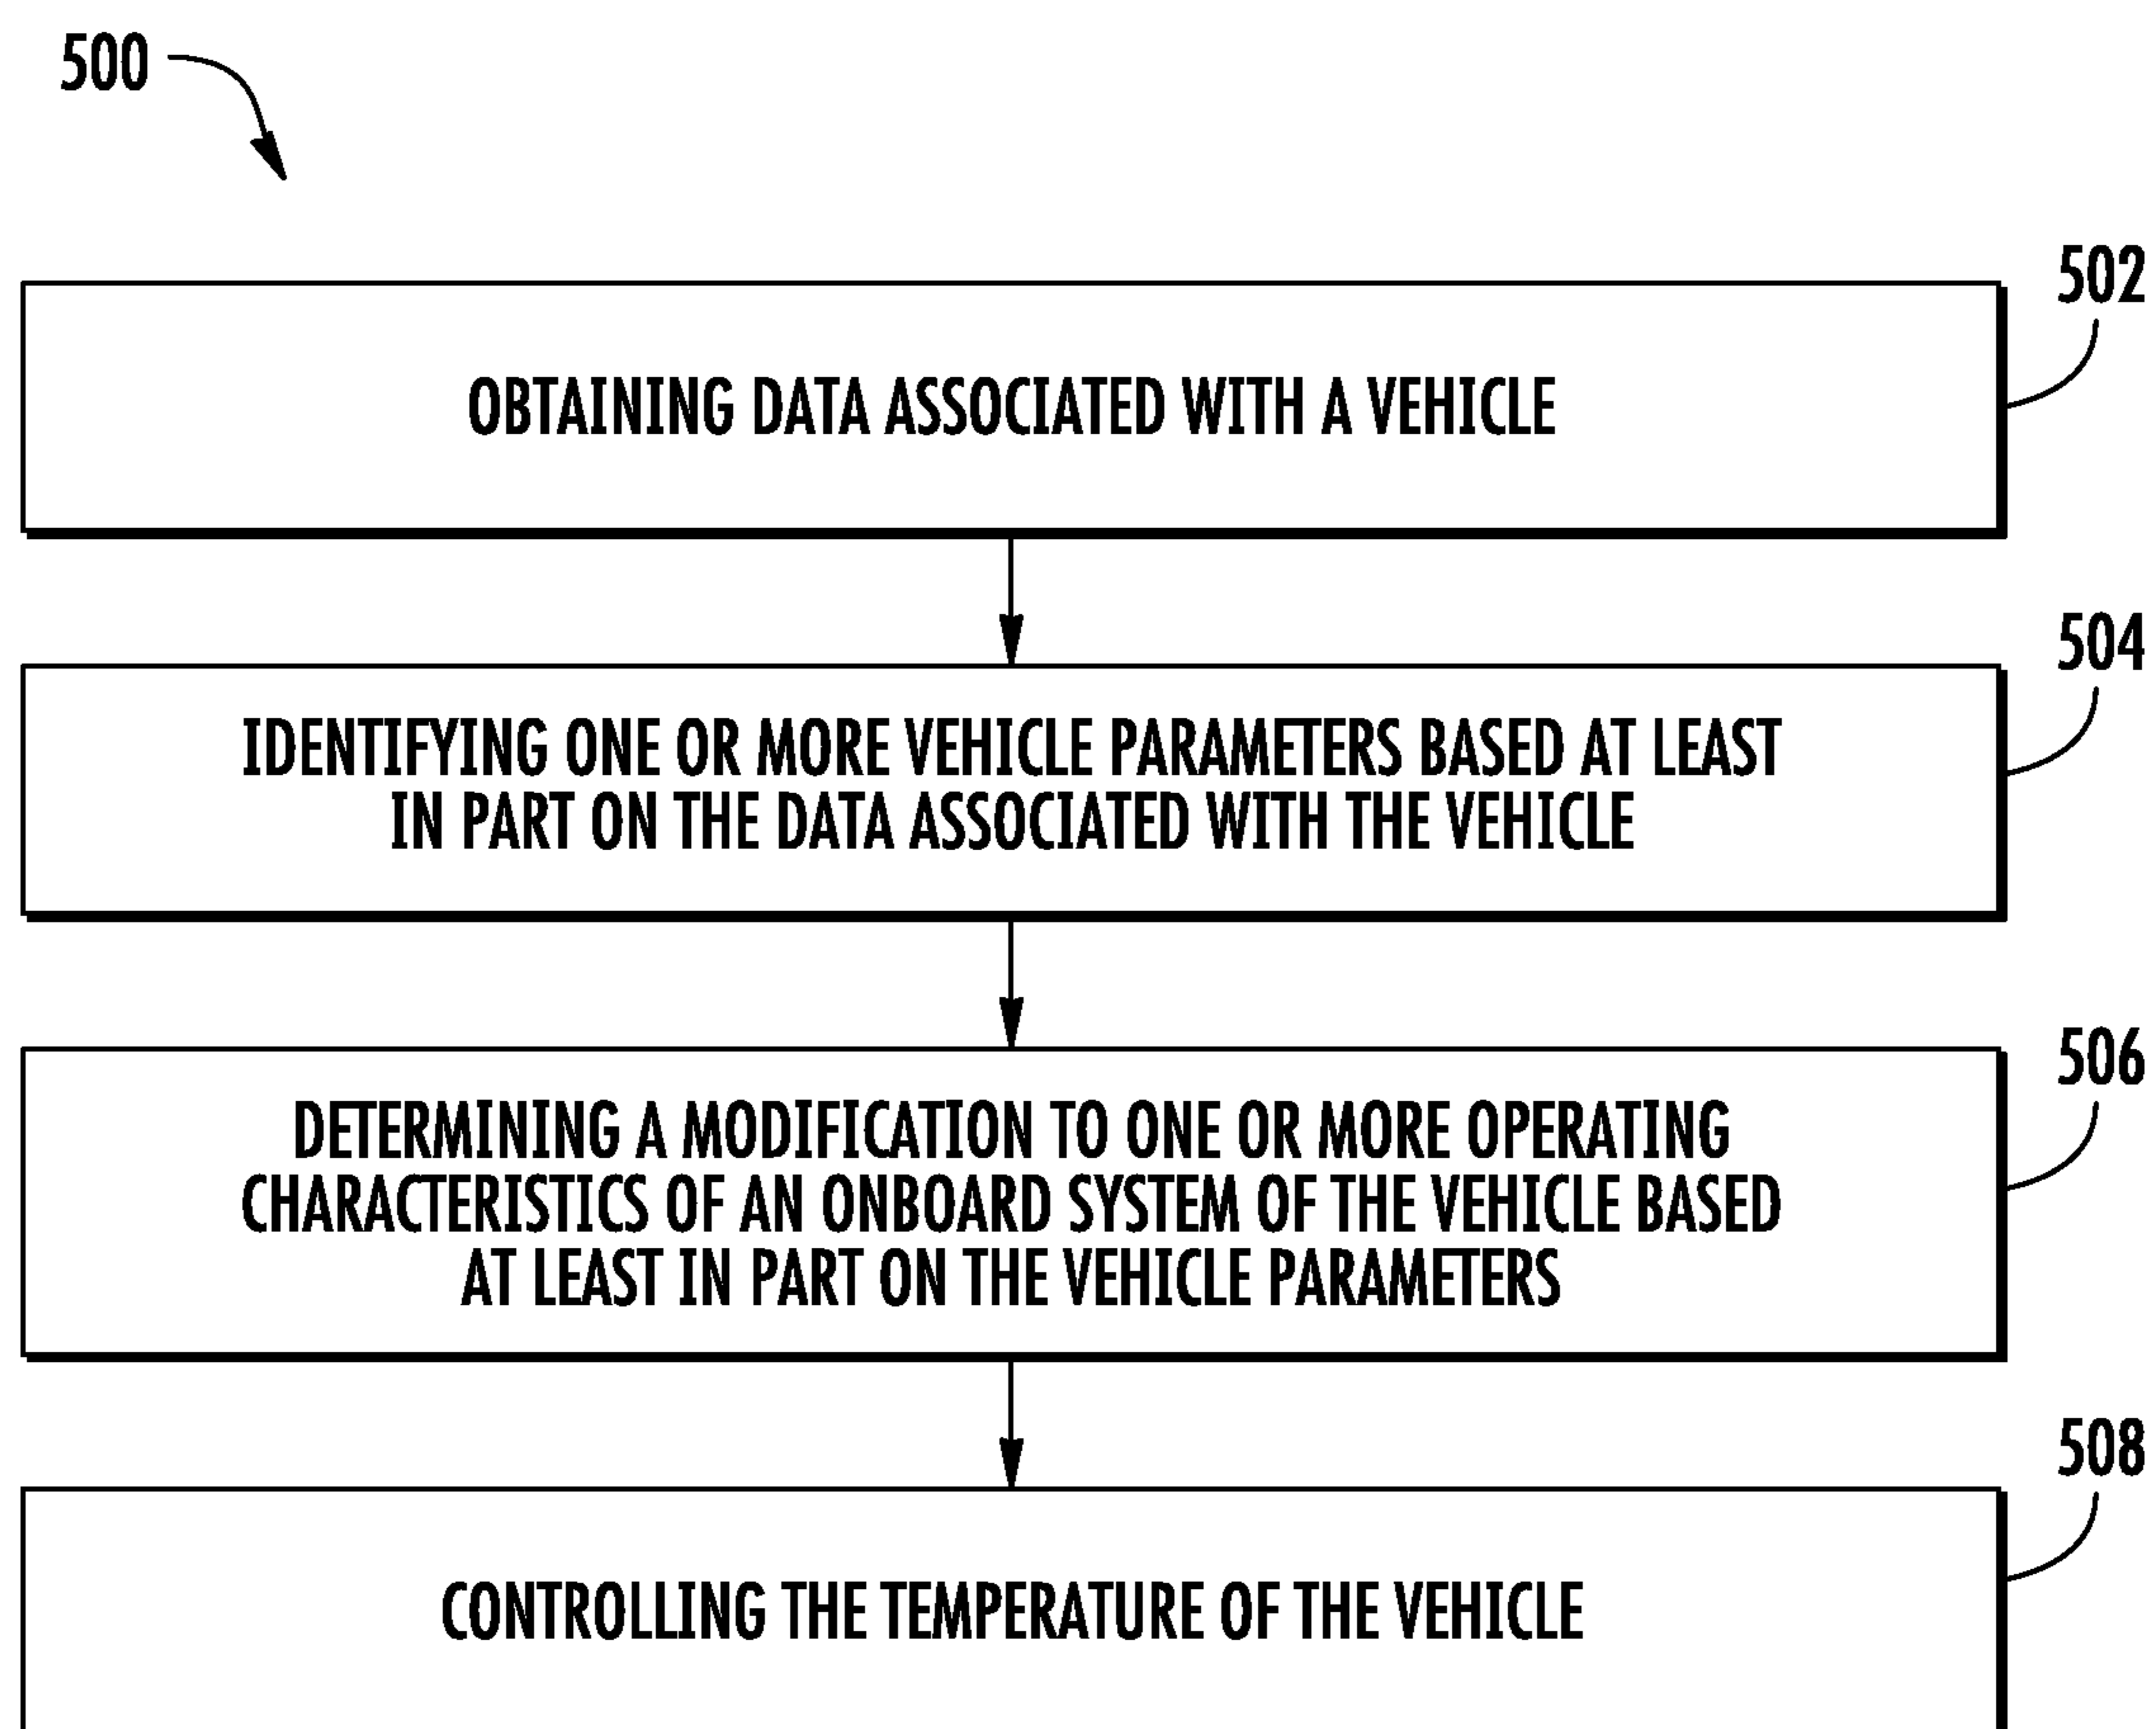 500
502
OBTAINING DATA ASSOCIATED WITH A VEHICLE
504
IDENTIFYING ONE OR MORE VEHICLE PARAMETERS BASED AT LEAST
IN PART ON THE DATA ASSOCIATED WITH THE VEHICLE
506
DETERMINING A MODIFICATION TO ONE OR MORE OPERATING
CHARACTERISTICS OF AN ONBOARD SYSTEM OF THE VEHICLE BASED
AT LEAST IN PART ON THE VEHICLE PARAMETERS
508
CONTROLLING THE TEMPERATURE OF THE VEHICLE